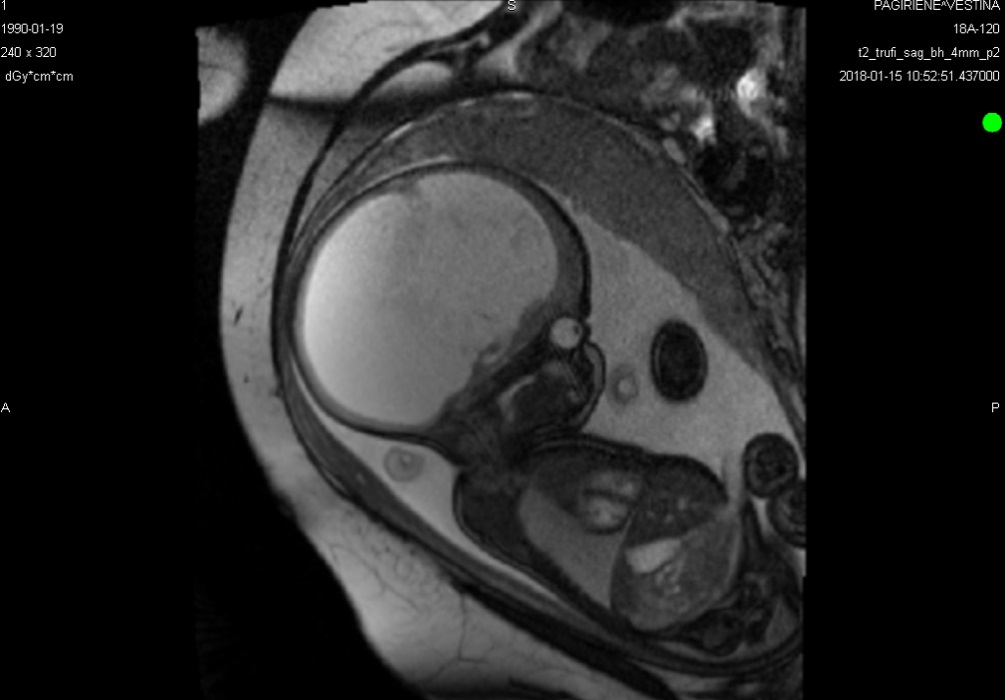 1
1990-01-19
240 x 320
dGy*cm*cm
S
PAGIRIENE^VESTINA
18A-120
t2_trufi_sag_bh_4mm_p2
2018-01-15 10:52:51.437000
A
P